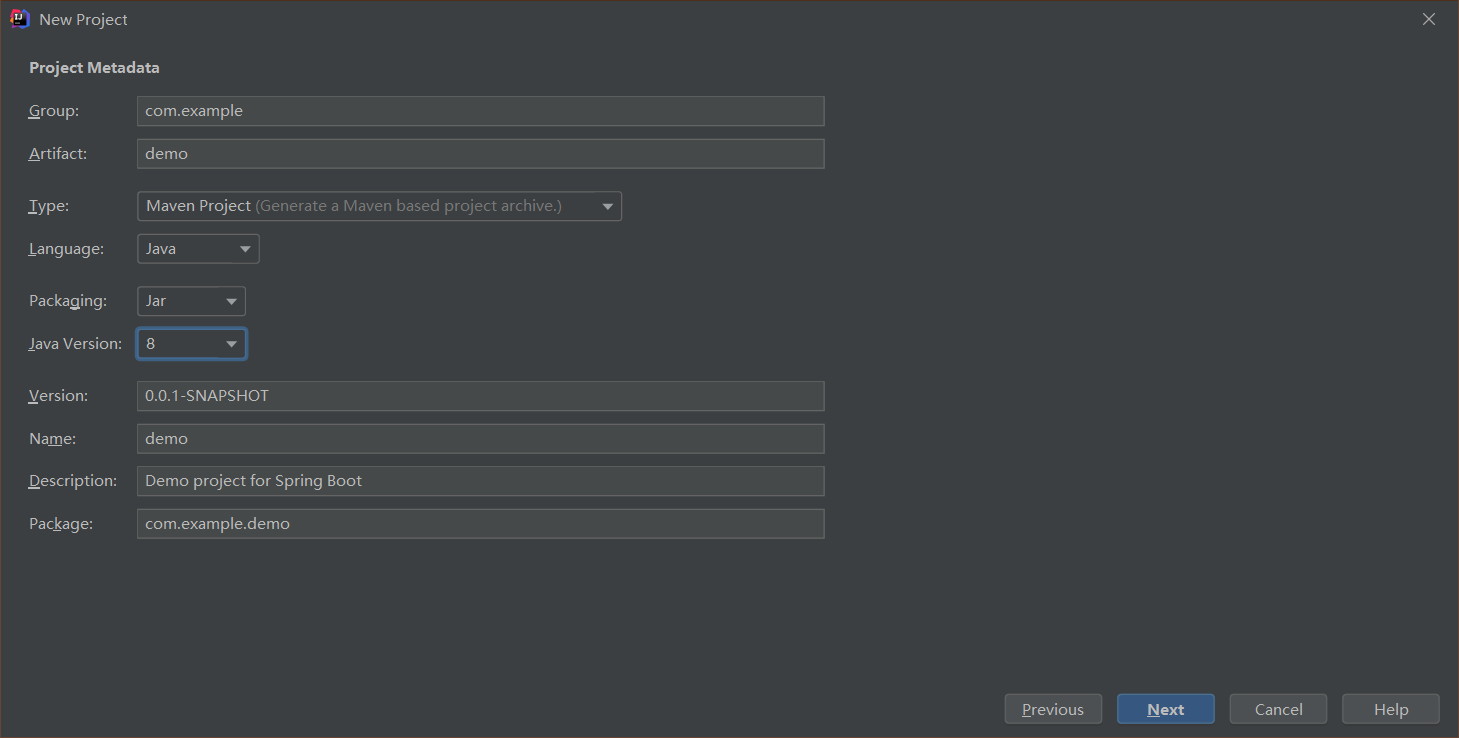 New Project
Project Metadata
Group: com.example
Artifact: demo
Type: Maven Project (Generate a Maven based project archive.)
Language: Java
Packaging: Jar
Java Version: 8
Version: 0.0.1-SNAPSHOT
Name: demo
Description: Demo project for Spring Boot
Package: com.example.demo
Previous Next Cancel Help